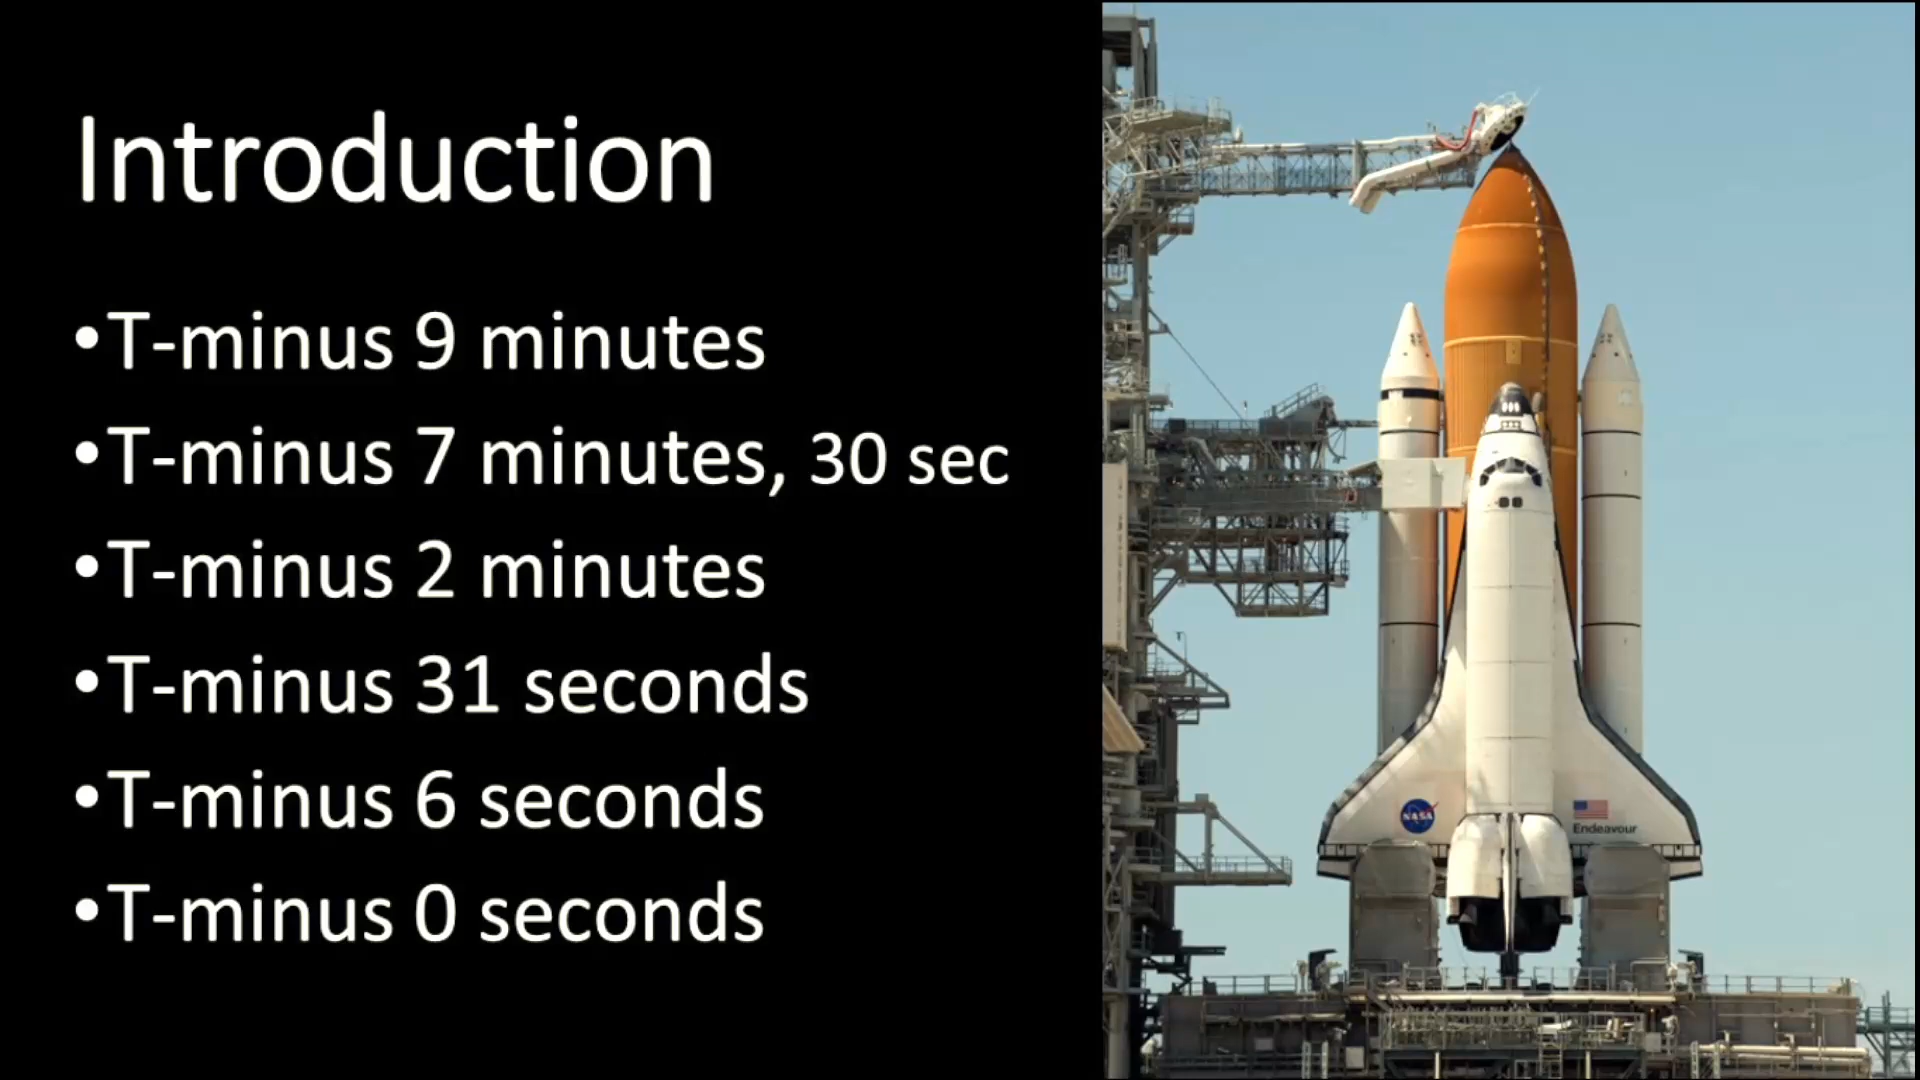 Introduction
•T-minus 9 minutes
•T-minus 7 minutes, 30 sec
•T-minus 2 minutes
•T-minus 31 seconds
•T-minus 6 seconds
•T-minus 0 seconds
NASA
Endeavour